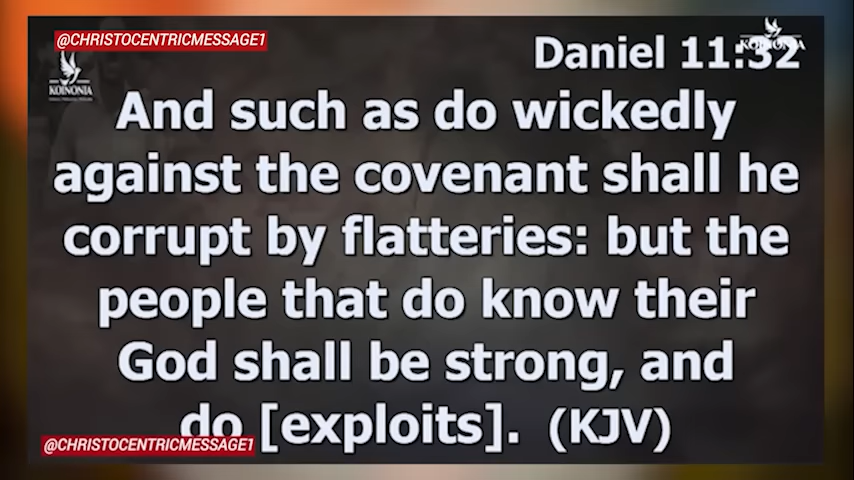 @CHRISTOCENTRICMESSAGE1
KOINONIA
Daniel 11:32
KOINONIA
And such as do wickedly
against the covenant shall he
corrupt by flatteries: but the
people that do know their
God shall be strong, and
do [exploits]. (KJV)
@CHRISTOCENTRICMESSAGE1